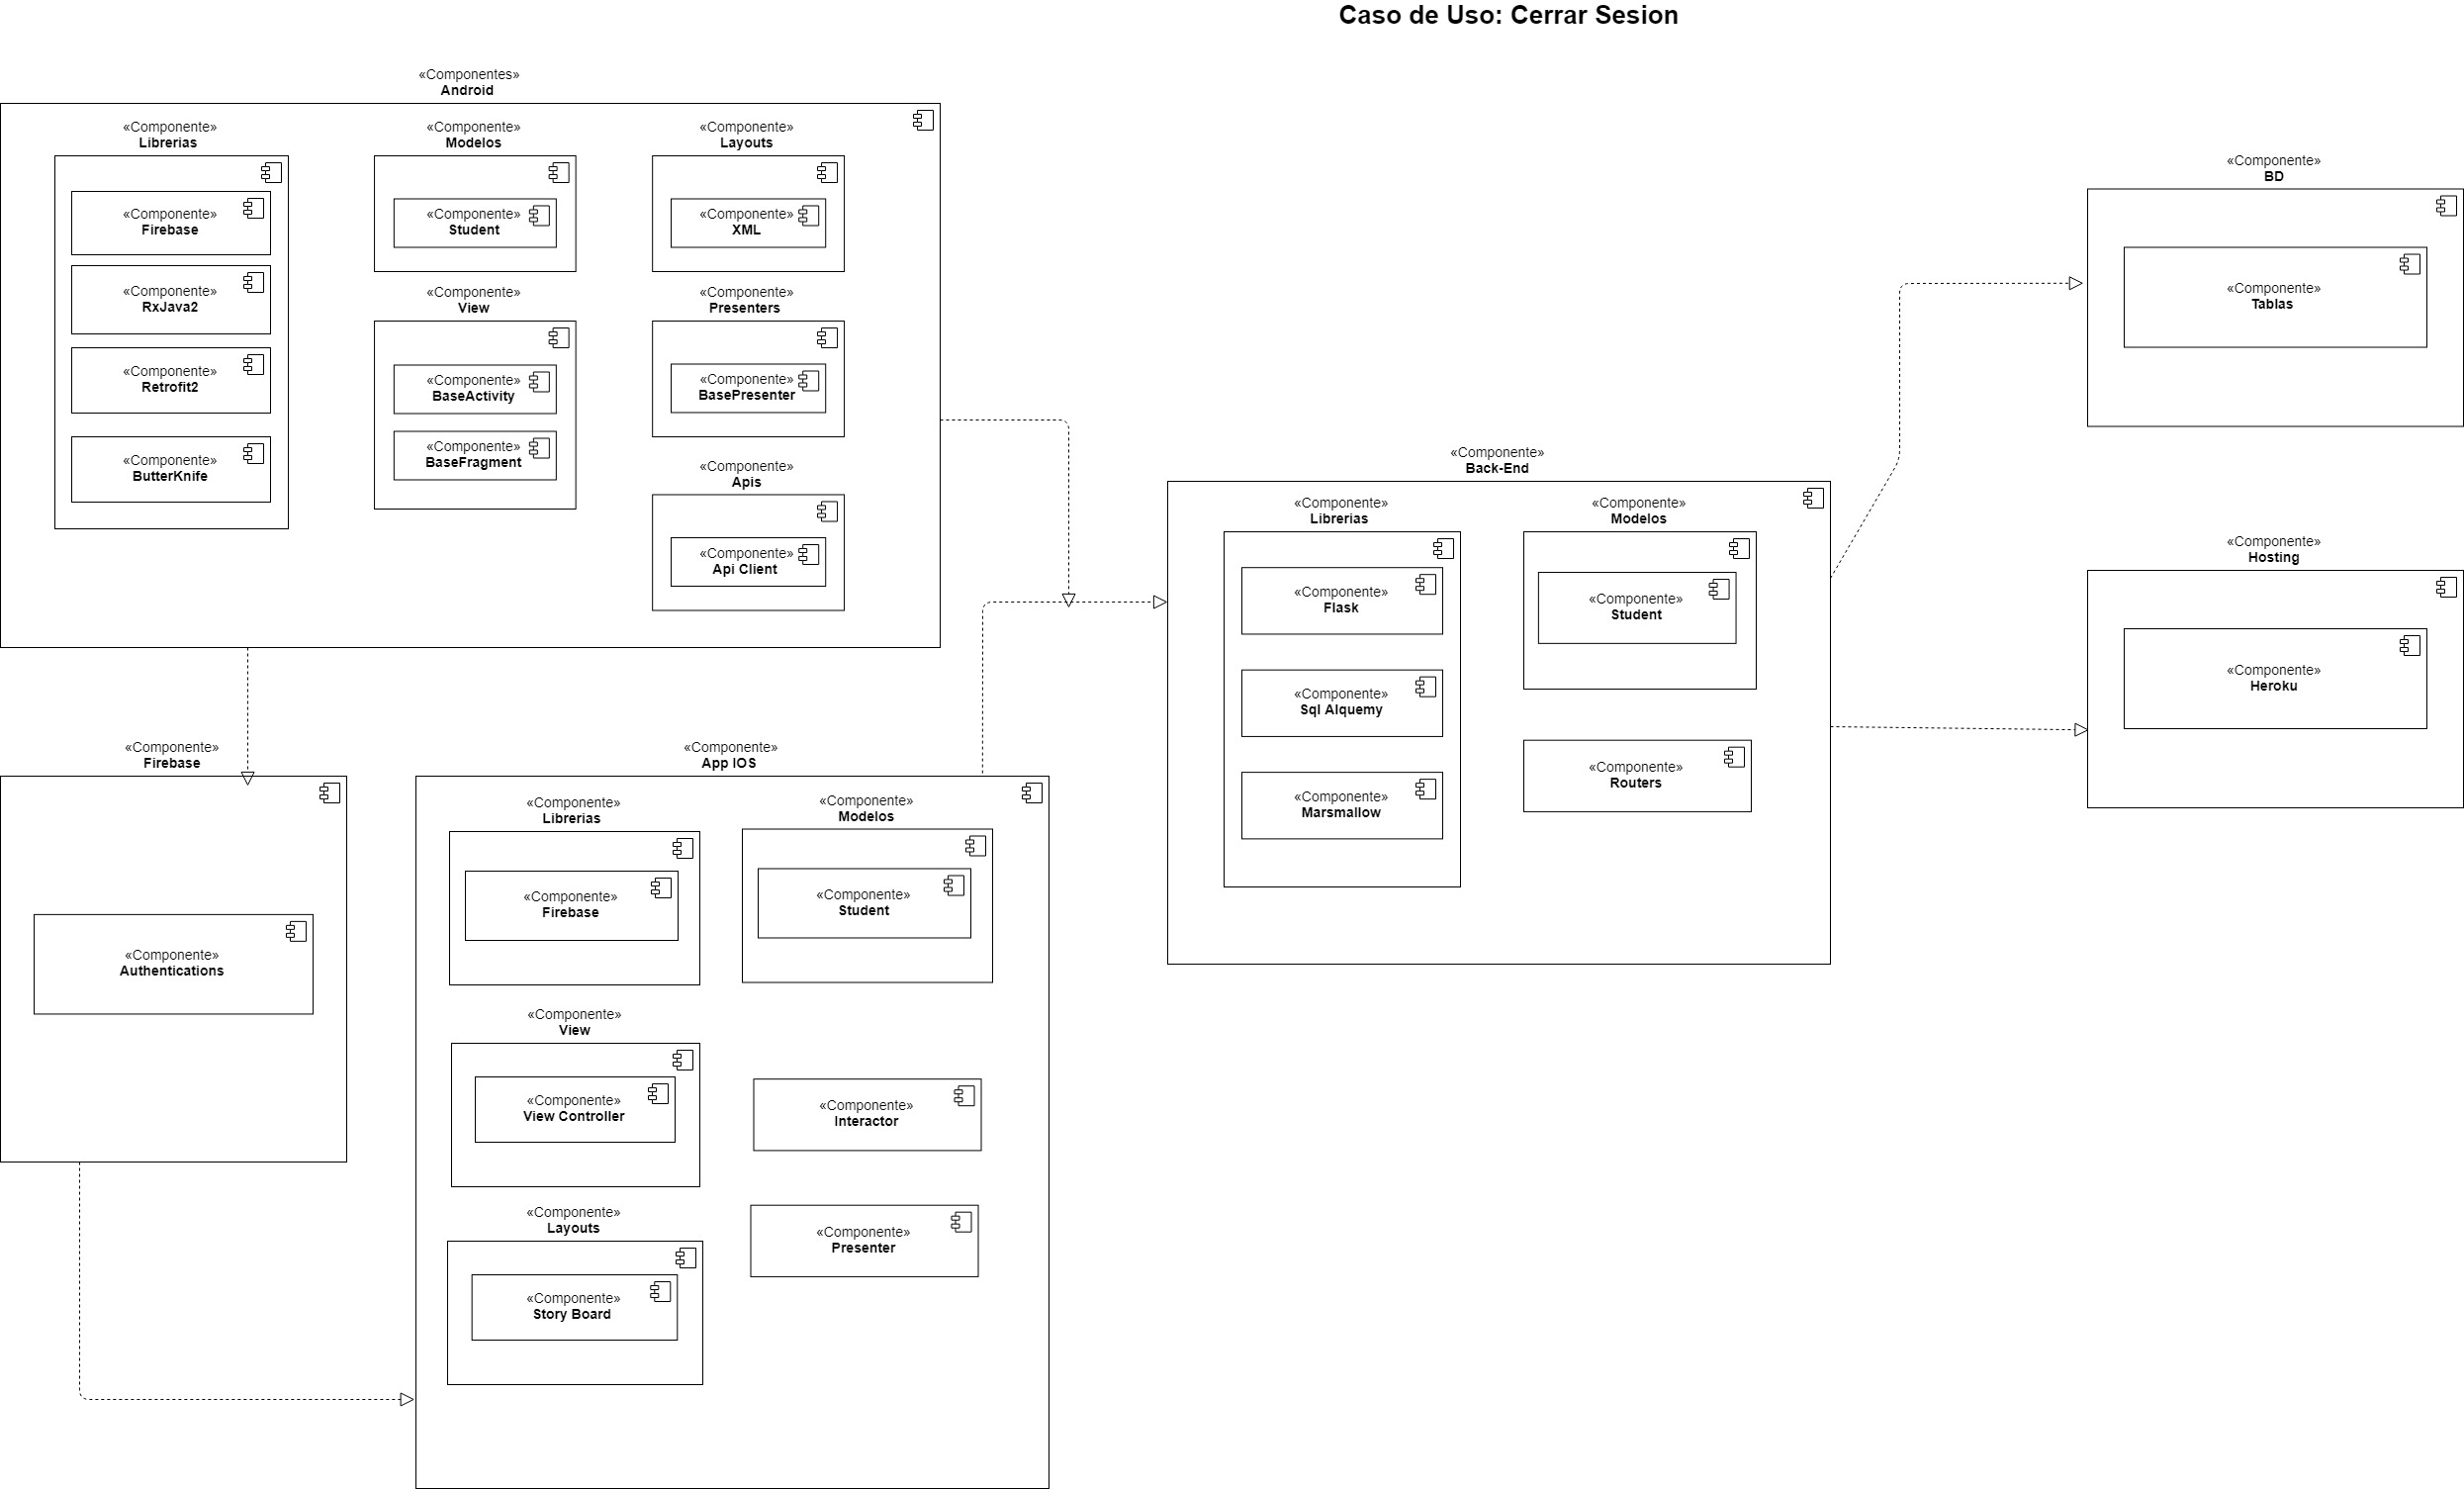 Caso de Uso: Cerrar Sesion
«Componentes»
Android
«Componente»
Librerias
«Componente»
Firebase
«Componente»
RxJava2
«Componente»
Retrofit2
«Componente»
ButterKnife
«Componente»
Modelos
«Componente»
Student
«Componente»
View
«Componente»
BaseActivity
«Componente»
BaseFragment
«Componente»
Layouts
«Componente»
XML
«Componente»
Presenters
«Componente»
BasePresenter
«Componente»
Apis
«Componente»
Api Client
«Componente»
Firebase
«Componente»
Authentications
«Componente»
App IOS
«Componente»
Librerias
«Componente»
Firebase
«Componente»
Modelos
«Componente»
Student
«Componente»
View
«Componente»
View Controller
«Componente»
Interactor
«Componente»
Layouts
«Componente»
Story Board
«Componente»
Presenter
«Componente»
Back-End
«Componente»
Librerias
«Componente»
Flask
«Componente»
Sql Alquemy
«Componente»
Marsmallow
«Componente»
Modelos
«Componente»
Student
«Componente»
Routers
«Componente»
BD
«Componente»
Tablas
«Componente»
Hosting
«Componente»
Heroku